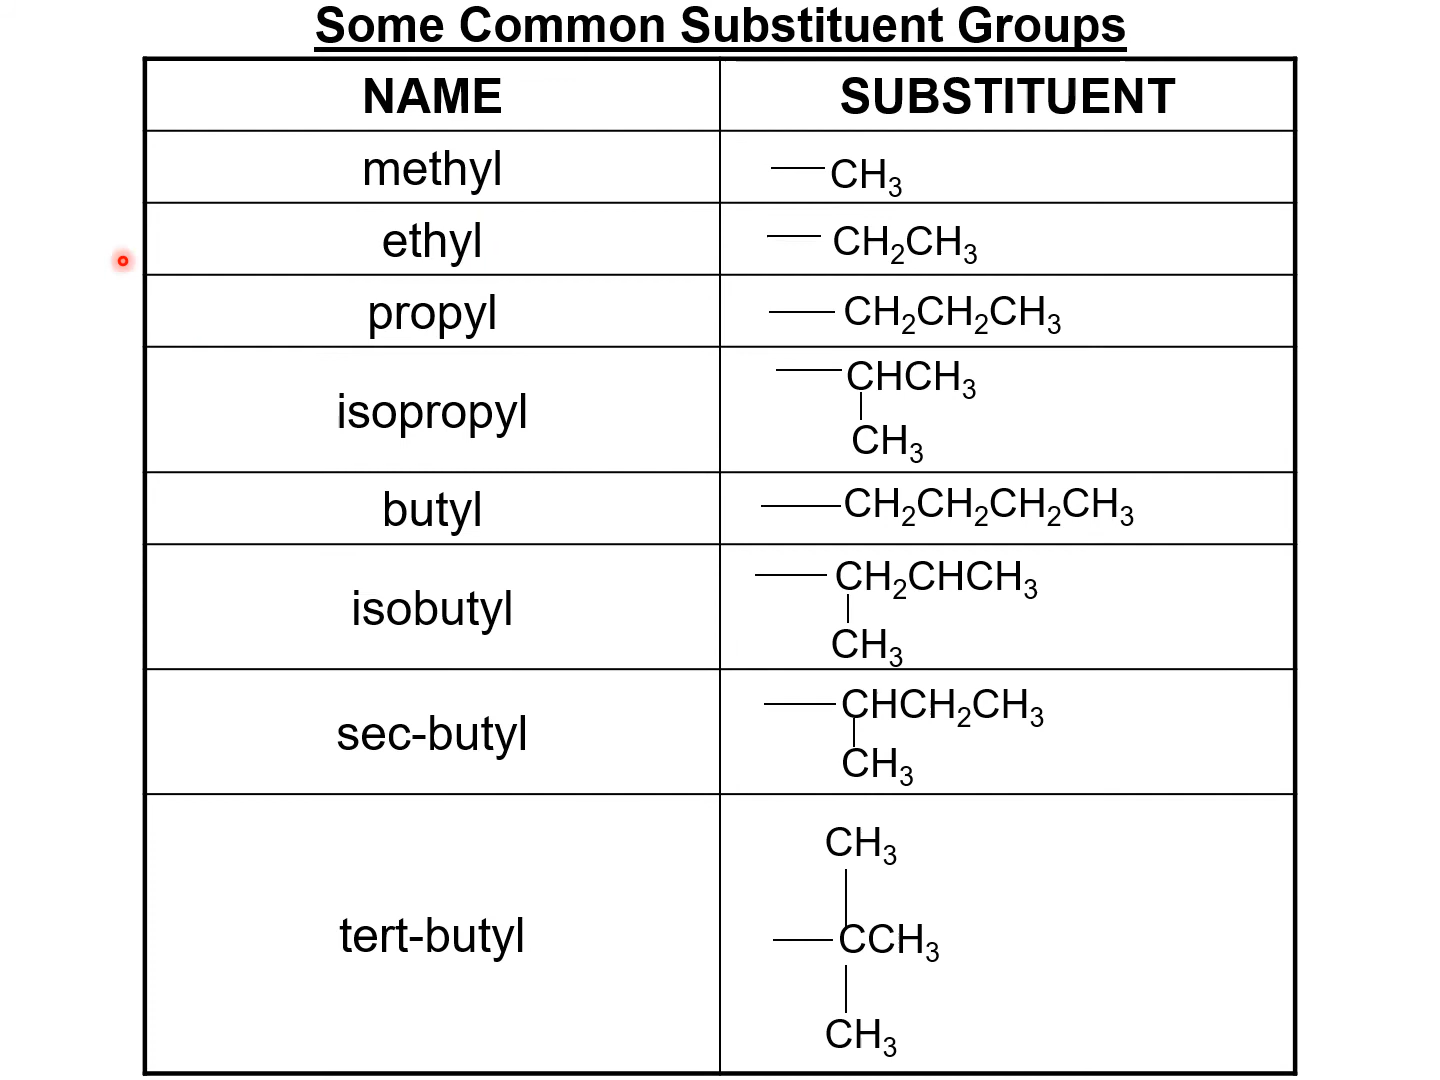 Some Common Substituent Groups
NAME SUBSTITUENT
methyl CH₃
ethyl CH₂CH₃
propyl CH₂CH₂CH₃
isopropyl CHCH₃
CH₃
butyl CH₂CH₂CH₂CH₃
isobutyl CH₂CHCH₃
CH₃
sec-butyl CHCH₂CH₃
CH₃
CH₃
tert-butyl CCH₃
CH₃